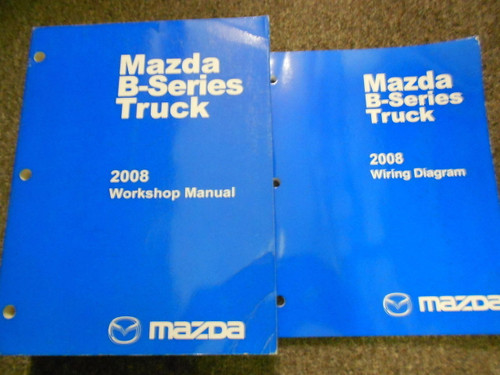 Mazda
B-Series
Truck
2008
Workshop Manual
mazda
Mazda
B-Series
Truck
2008
Wiring Diagram
mazda